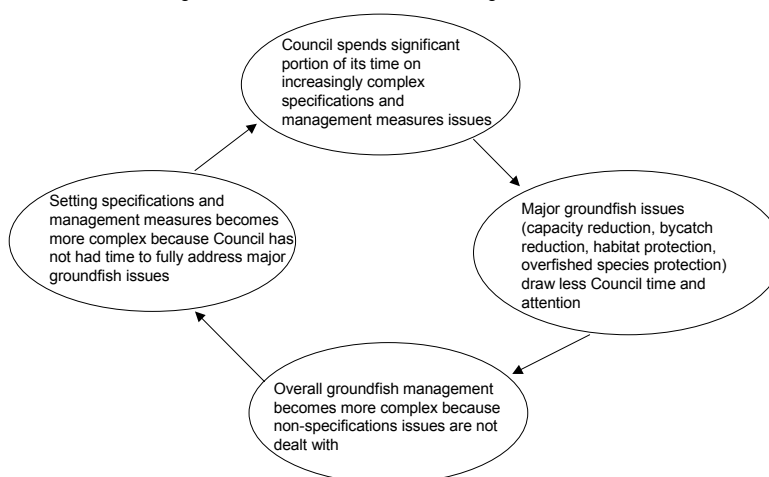 Council spends significant
portion of its time on
increasingly complex
specifications and
management measures issues
Major groundfish issues
(capacity reduction, bycatch
reduction, habitat protection,
overfished species protection)
draw less Council time and
attention
Overall groundfish management
becomes more complex because
non-specifications issues are not
dealt with
Setting specifications and
management measures becomes
more complex because Council has
not had time to fully address major
groundfish issues